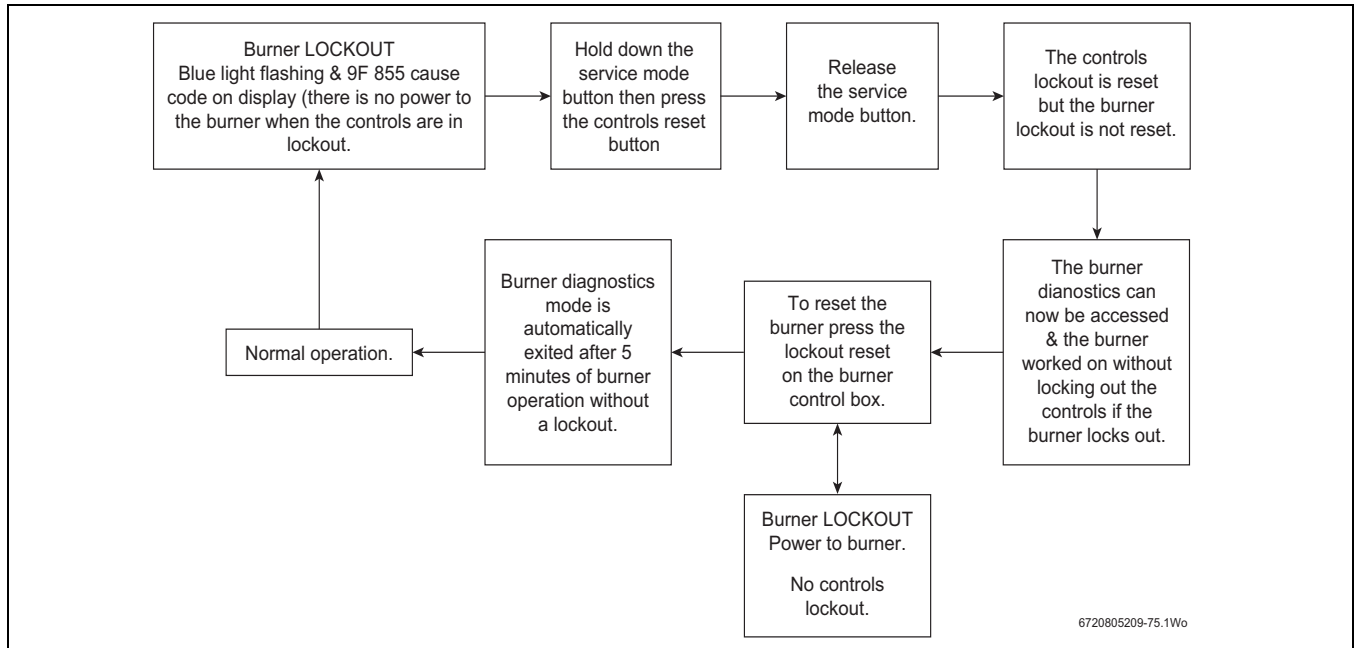 Burner LOCKOUT
Blue light flashing & 9F 855 cause
code on display (there is no power to
the burner when the controls are in
lockout.
Hold down the
service mode
button then press
the controls reset
button
Release
the service
mode button.
The controls
lockout is reset
but the burner
lockout is not reset.
The burner
dianostics can
now be accessed
& the burner
worked on without
locking out the
controls if the
burner locks out.
To reset the
burner press the
lockout reset
on the burner
control box.
Burner diagnostics
mode is
automatically
exited after 5
minutes of burner
operation without
a lockout.
Normal operation.
Burner LOCKOUT
Power to burner.
No controls
lockout.
6720805209-75.1Wo